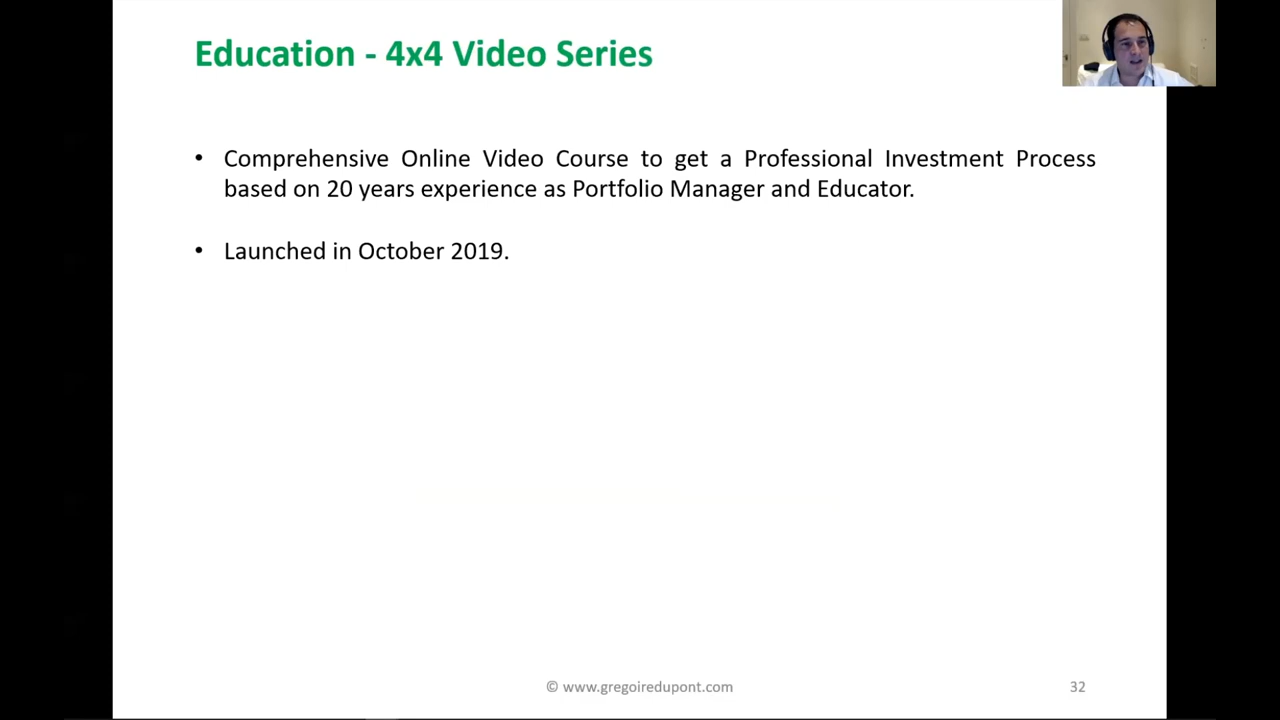 Education - 4x4 Video Series
• Comprehensive Online Video Course to get a Professional Investment Process
based on 20 years experience as Portfolio Manager and Educator.
• Launched in October 2019.
© www.gregoiredupont.com
32